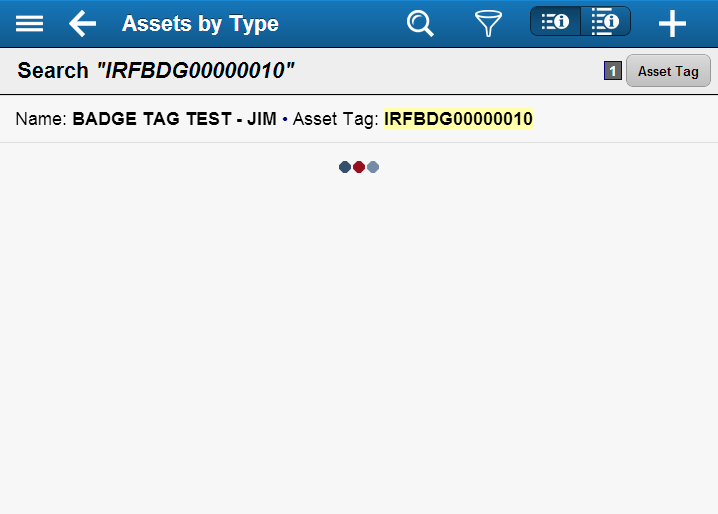 Assets by Type
Search "IRFBDG00000010"
1 Asset Tag
Name: BADGE TAG TEST - JIM • Asset Tag: IRFBDG00000010